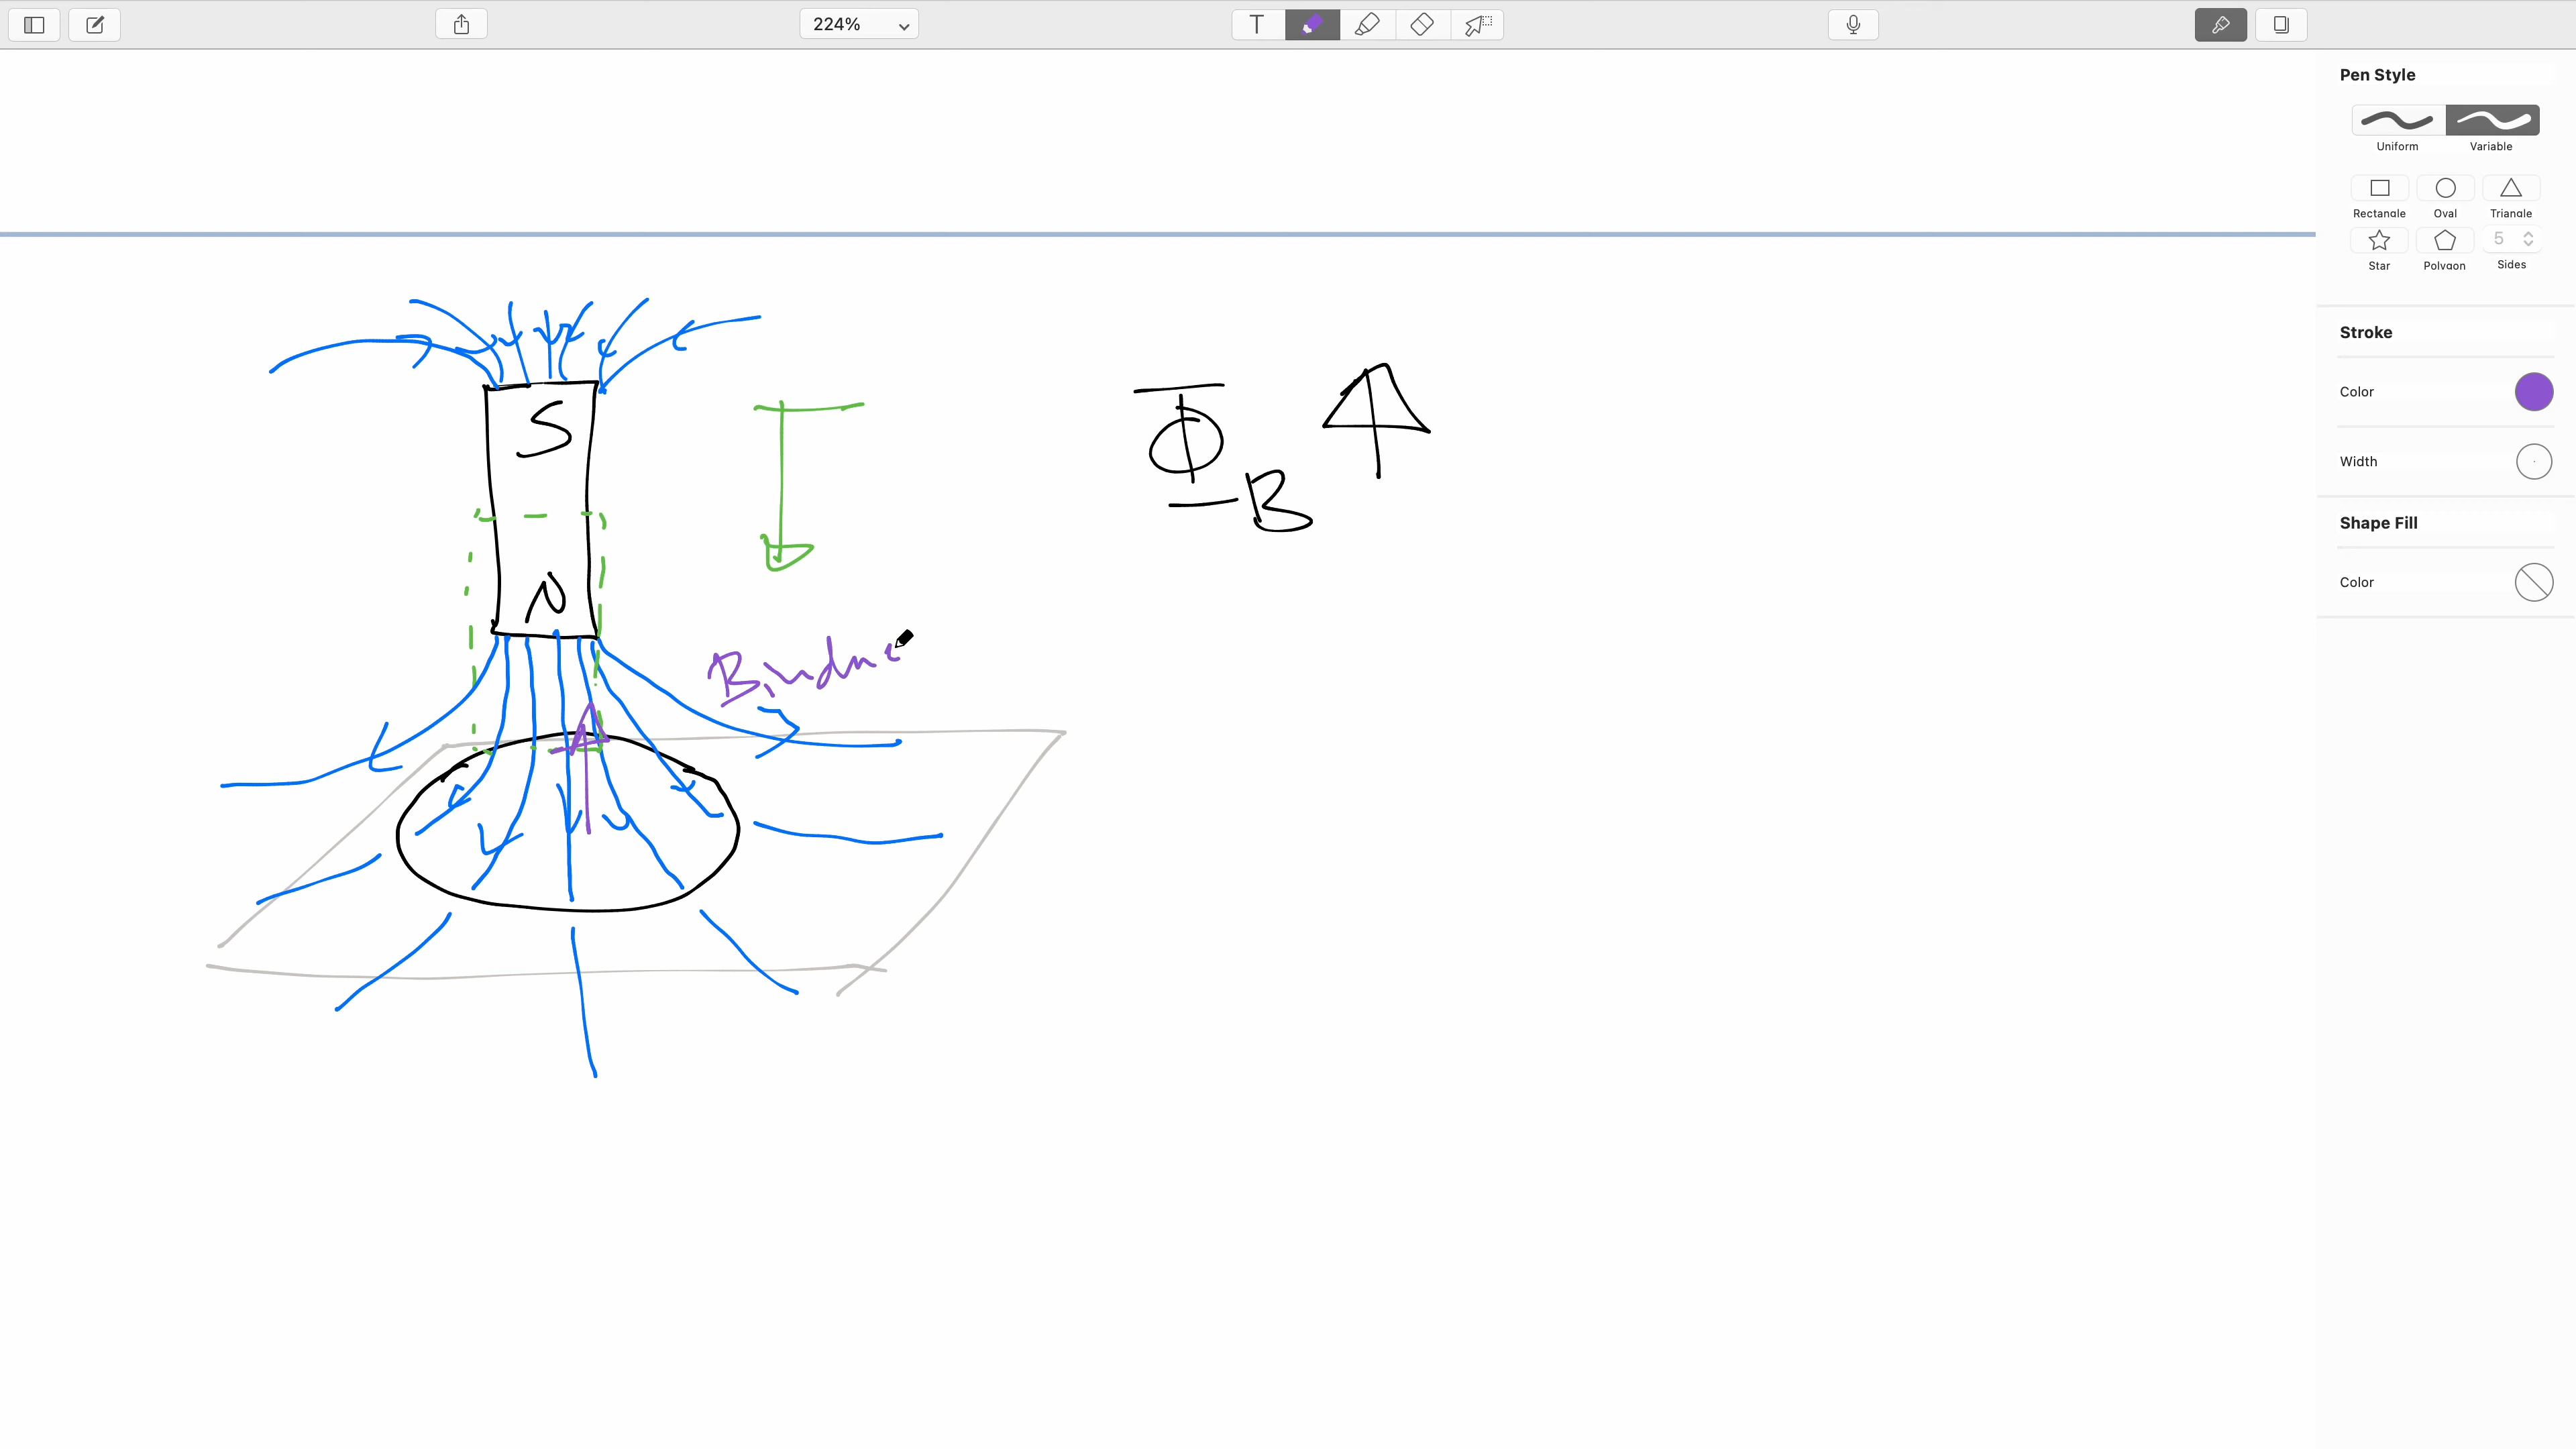 224%
T
Pen Style
Uniform
Variable
Rectangle
Oval
Triangle
5
Star
Polygon
Sides
Stroke
Color
Width
Shape Fill
Color
S
N
Φ
B